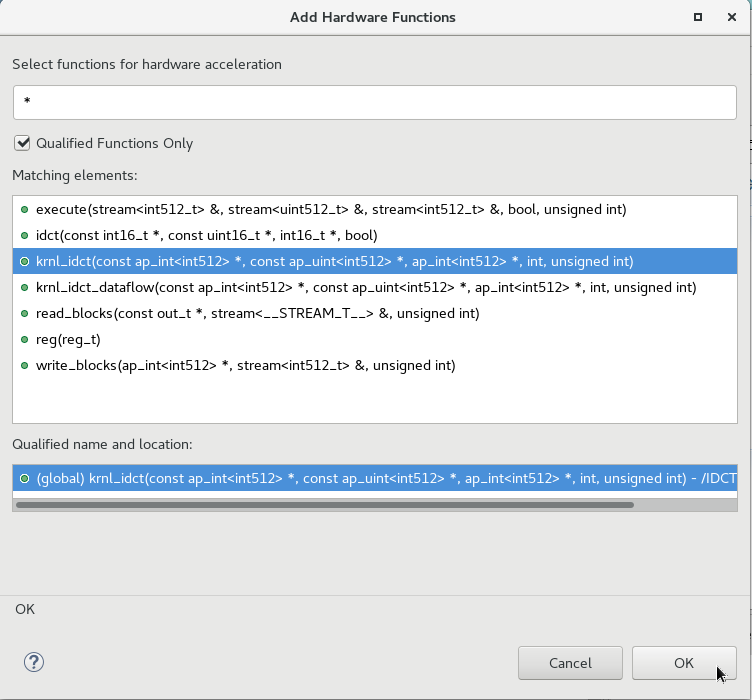 Add Hardware Functions
Select functions for hardware acceleration
*
Qualified Functions Only
Matching elements:
execute(stream<int512_t> &, stream<uint512_t> &, stream<int512_t> &, bool, unsigned int)
idct(const int16_t *, const uint16_t *, int16_t *, bool)
krnl_idct(const ap_int<int512> *, const ap_uint<int512> *, ap_int<int512> *, int, unsigned int)
krnl_idct_dataflow(const ap_int<int512> *, const ap_uint<int512> *, ap_int<int512> *, int, unsigned int)
read_blocks(const out_t *, stream<__STREAM_T__> &, unsigned int)
reg(reg_t)
write_blocks(ap_int<int512> *, stream<int512_t> &, unsigned int)
Qualified name and location:
(global) krnl_idct(const ap_int<int512> *, const ap_uint<int512> *, ap_int<int512> *, int, unsigned int) - /IDCT
OK
?
Cancel
OK